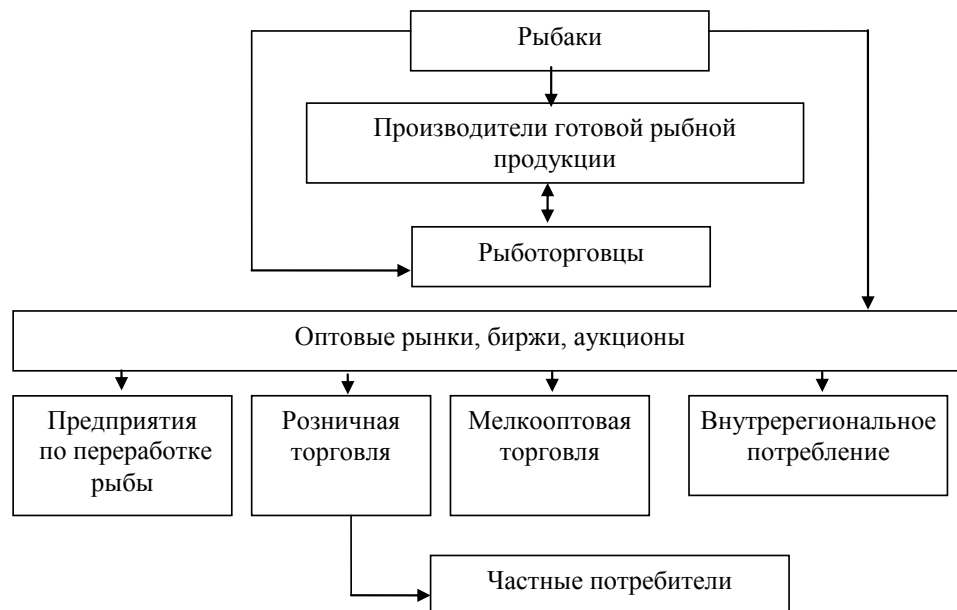 Рыбаки
Производители готовой рыбной
продукции
Рыботорговцы
Оптовые рынки, биржи, аукционы
Предприятия
по переработке
рыбы
Розничная
торговля
Мелкооптовая
торговля
Внутререгиональное
потребление
Частные потребители